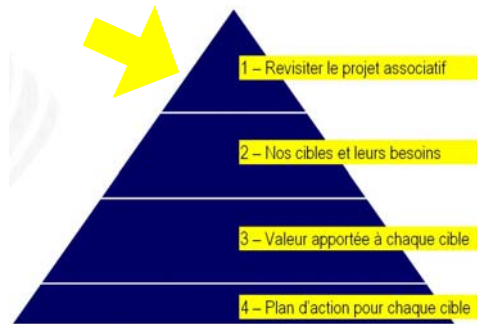 1 – Revisiter le projet associatif
2 – Nos cibles et leurs besoins
3 – Valeur apportée à chaque cible
4 – Plan d'action pour chaque cible